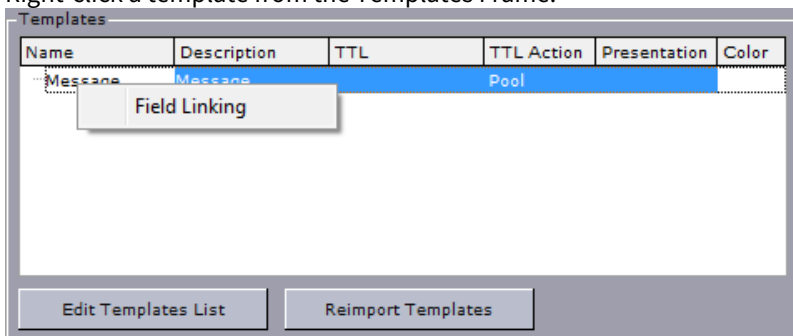 Right-click a template from the Templates Frame.
Templates
Name Description TTL TTL Action Presentation Color
Message Message Pool
Field Linking
Edit Templates List Reimport Templates